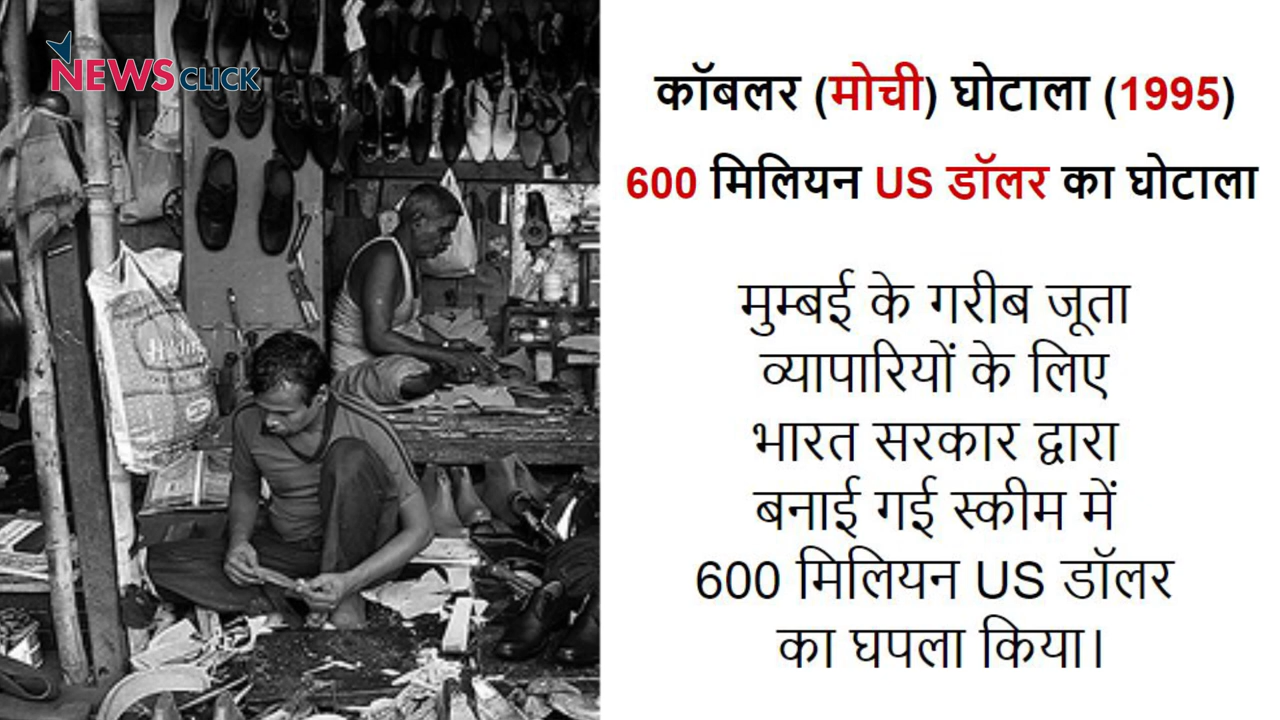 NEWSCLICK
कॉबलर (मोची) घोटाला (1995)
600 मिलियन US डॉलर का घोटाला
मुम्बई के गरीब जूता
व्यापारियों के लिए
भारत सरकार द्वारा
बनाई गई स्कीम में
600 मिलियन US डॉलर
का घपला किया।